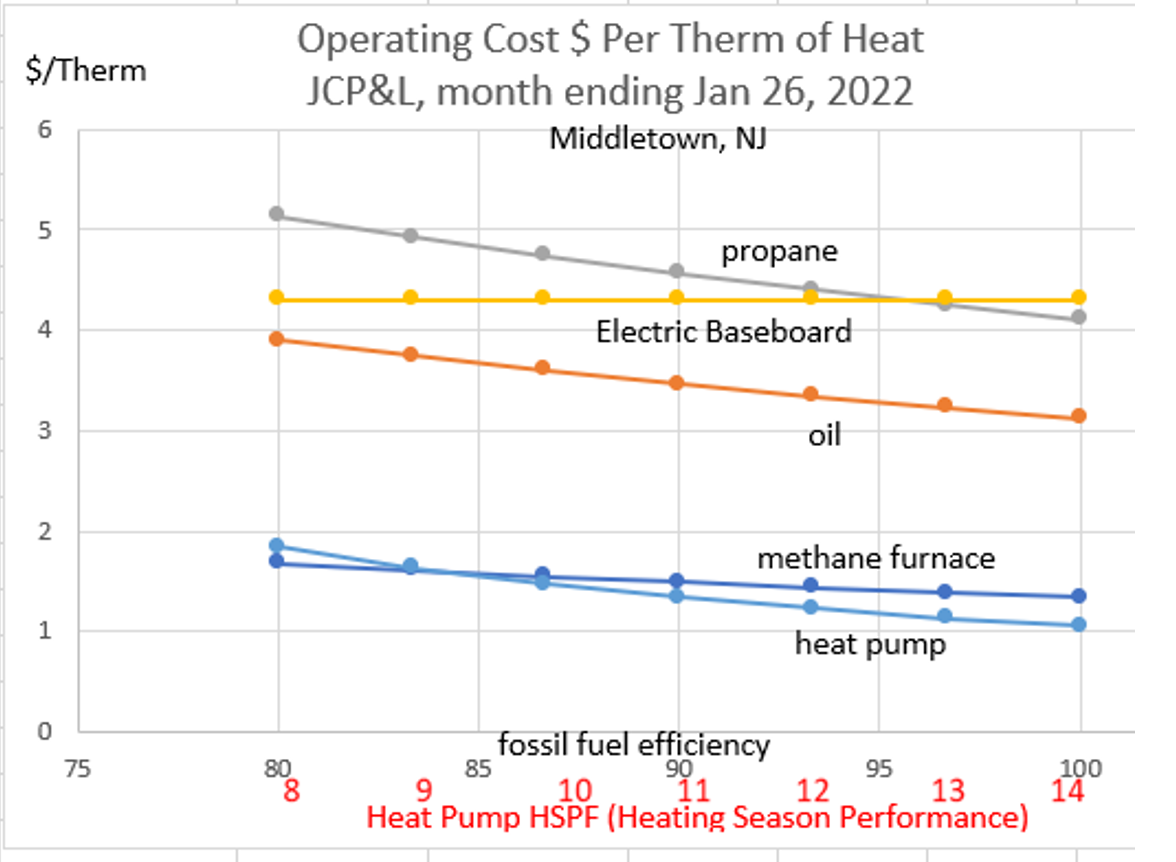 Operating Cost $ Per Therm of Heat
$/Therm
JCP&L, month ending Jan 26, 2022
6
Middletown, NJ
5
propane
4
Electric Baseboard
3
oil
2
methane furnace
1
heat pump
0
fossil fuel efficiency
75 80 85 90 95 100
8 9 10 11 12 13 14
Heat Pump HSPF (Heating Season Performance)